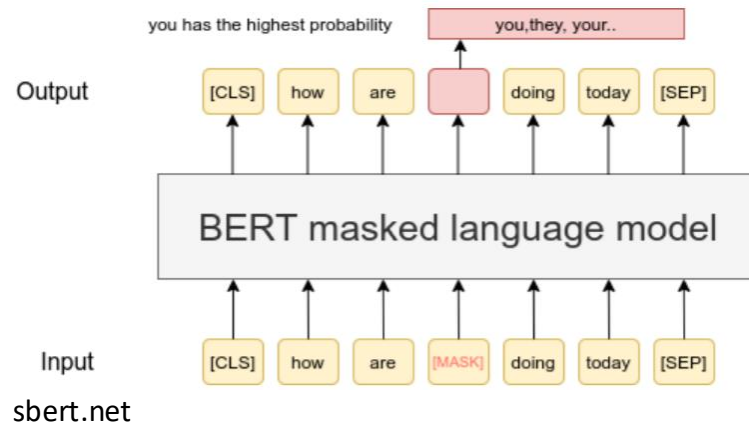 you has the highest probability
you,they, your..
Output
[CLS] how are doing today [SEP]
BERT masked language model
Input
[CLS] how are [MASK] doing today [SEP]
sbert.net